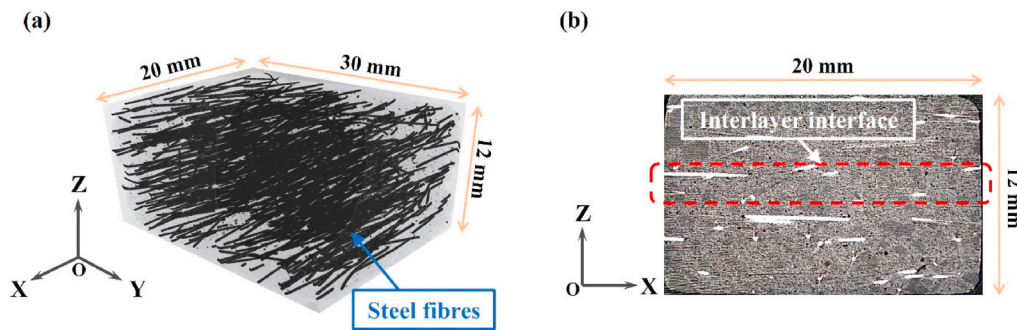 (a)
20 mm
30 mm
12 mm
Z
O
X
Y
Steel fibres
(b)
20 mm
Interlayer interface
12 mm
Z
O
X